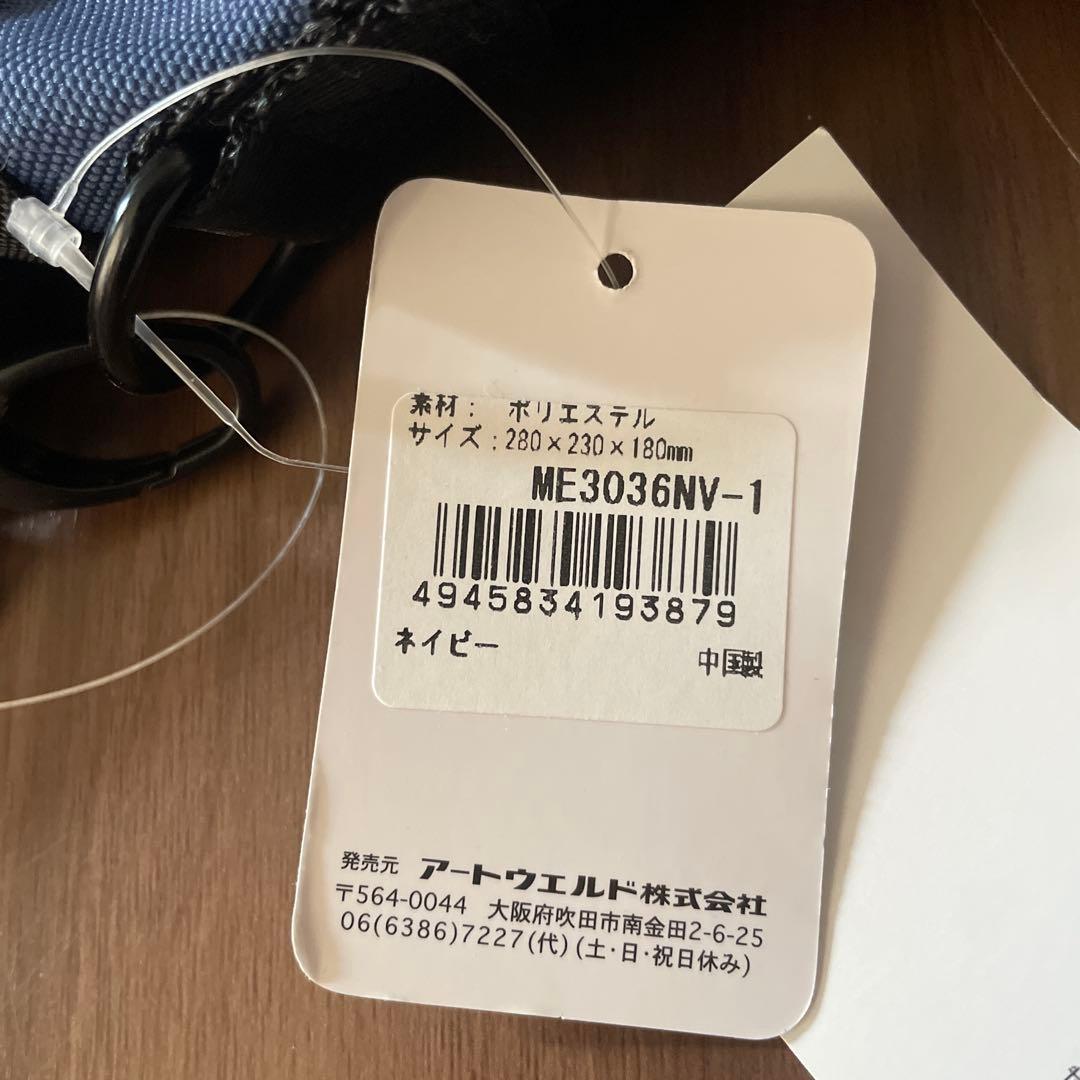 素材： ポリエステル
サイズ：280×230×180mm
ME3036NV-1
4945834193879
ネイビー
中国製
発売元 アートウエルド株式会社
〒564-0044 大阪府吹田市南金田2-6-25
06(6386)7227(代)(土・日・祝日休み)